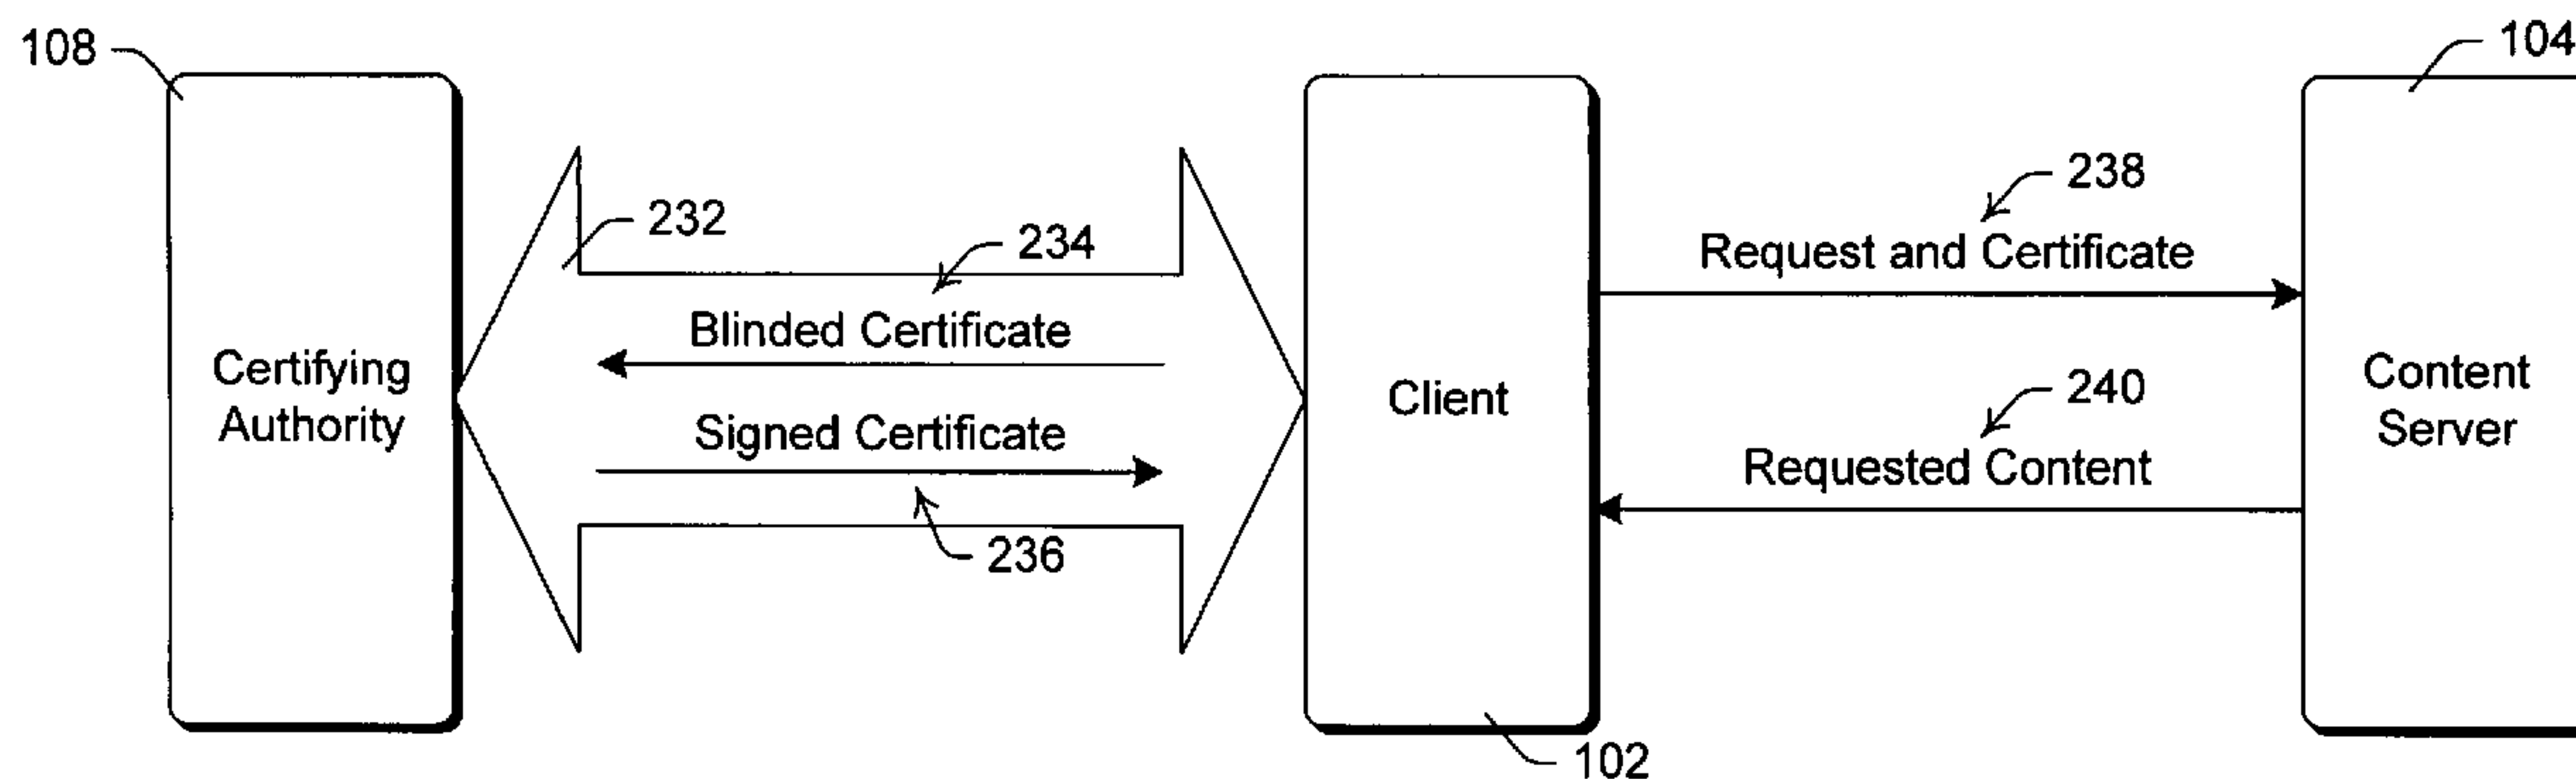 108
104
238
232
234
Request and Certificate
Blinded Certificate
Certifying
Authority
Client
240
Content
Server
Signed Certificate
Requested Content
236
102